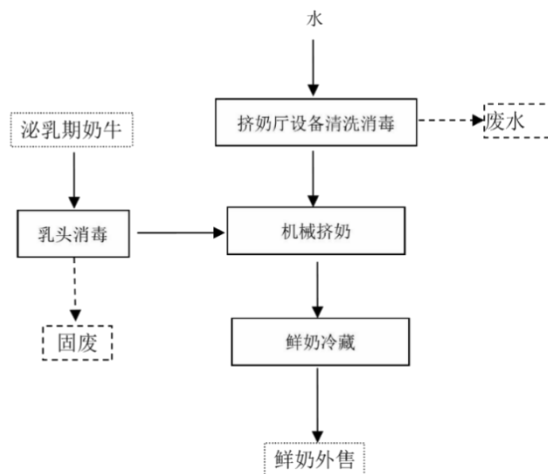 水
泌乳期奶牛
挤奶厅设备清洗消毒
废水
乳头消毒
机械挤奶
固废
鲜奶冷藏
鲜奶外售